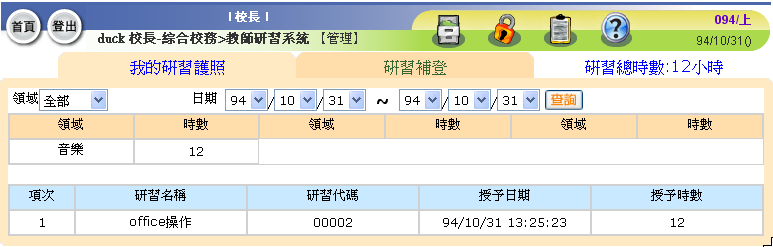 首頁 登出 I 校長 I 094/上
duck 校長-綜合校務>教師研習系統 【管理】 94/10/31()
我的研習護照 研習補登 研習總時數:12小時
領域 全部 日期 94 / 10 / 31 ~ 94 / 10 / 31 查詢
領域 時數 領域 時數 領域 時數
音樂 12
項次 研習名稱 研習代碼 授予日期 授予時數
1 office操作 00002 94/10/31 13:25:23 12